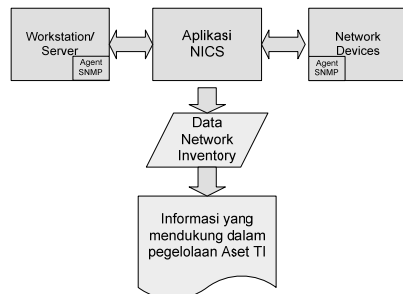 Workstation/
Server
Agent
SNMP
Aplikasi
NICS
Network
Devices
Agent
SNMP
Data
Network
Inventory
Informasi yang
mendukung dalam
pegelolaan Aset TI